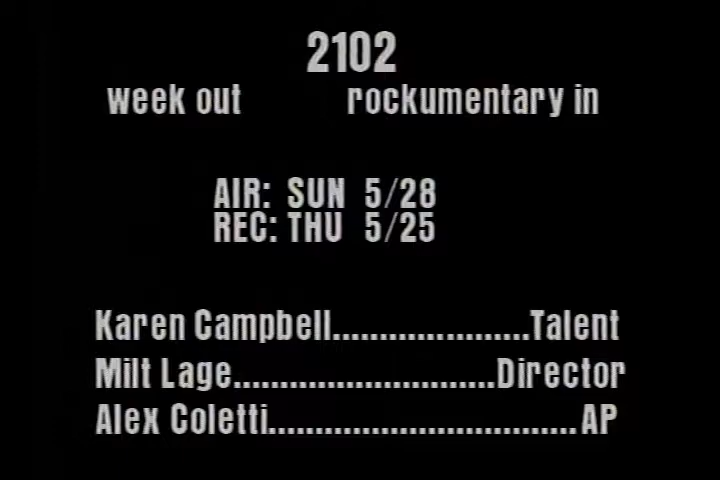 2102
week out rockumentary in
AIR: SUN 5/28
REC: THU 5/25
Karen Campbell.....................Talent
Milt Lage............................Director
Alex Coletti.................................AP